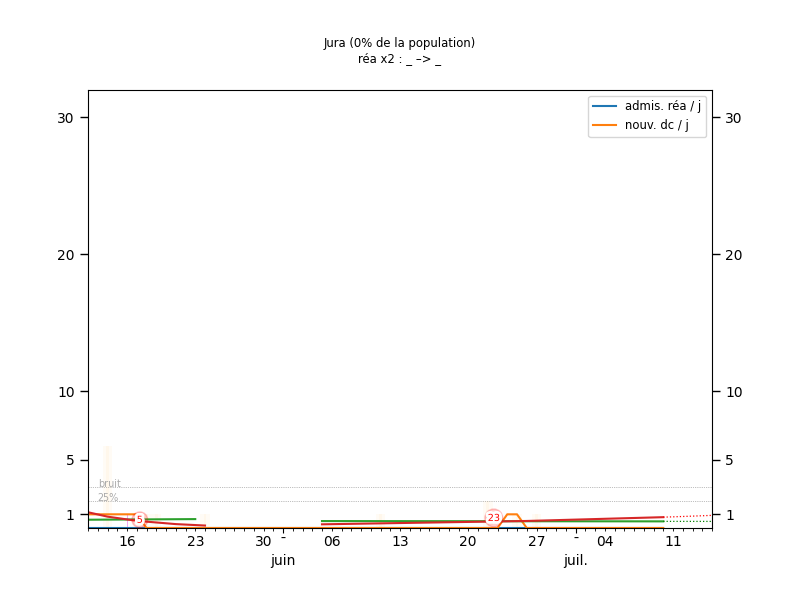 Jura (0% de la population)
réa x2 : _ –> _
admis. réa / j
nouv. dc / j
30 30
20 20
10 10
5 5
bruit
25%
1 1
5 23
16 23 30 - 06 13 20 27 - 04 11
juin juil.